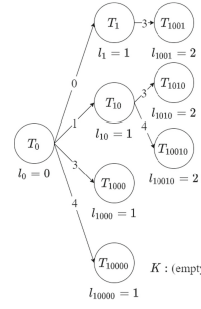 T₁ 3 T₁₀₀₁
l₁ = 1 l₁₀₀₁ = 2
0
T₁₀ 3 T₁₀₁₀
1 l₁₀ = 1 l₁₀₁₀ = 2
T₀ 4 T₁₀₀₁₀
l₀ = 0 l₁₀₀₁₀ = 2
3 T₁₀₀₀
l₁₀₀₀ = 1
4
T₁₀₀₀₀ K : (empty
l₁₀₀₀₀ = 1